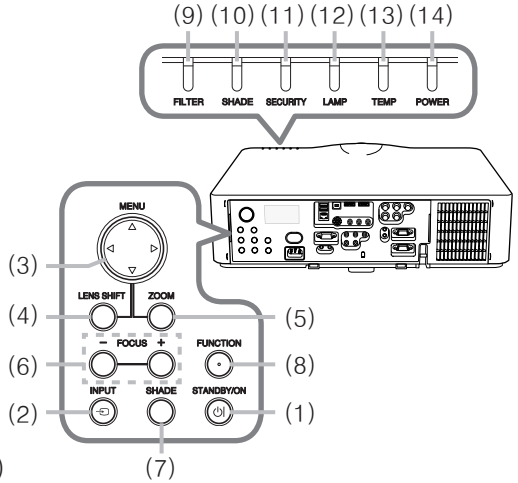 (9) (10) (11) (12) (13) (14)
FILTER SHADE SECURITY LAMP TEMP POWER
MENU
(3)
LENS SHIFT ZOOM
(4)
(5)
− FOCUS + FUNCTION
(6)
(8)
INPUT SHADE STANDBY/ON
(2)
(1)
)
(7)